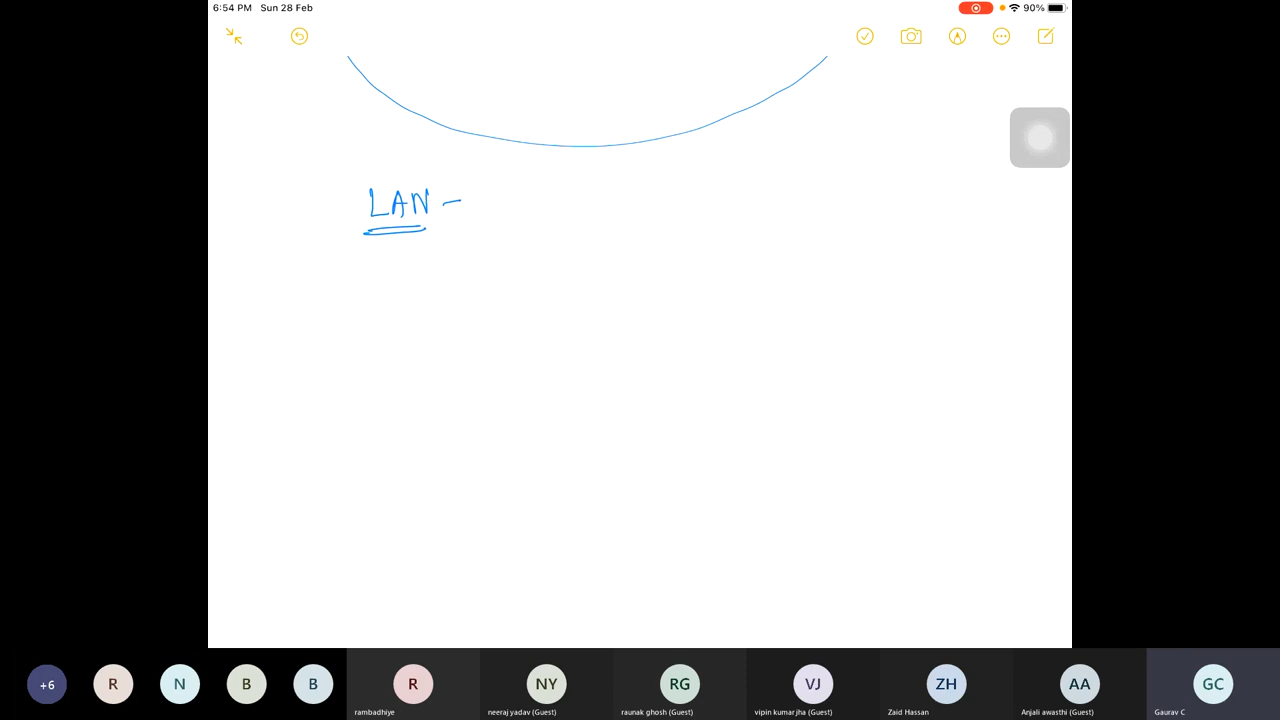 6:54 PM Sun 28 Feb
90%
LAN -
+6
R
N
B
B
R
NY
RG
VJ
ZH
AA
GC
rambadhiye
neeraj yadav (Guest)
raunak ghosh (Guest)
vipin kumar jha (Guest)
Zaid Hassan
Anjali awasthi (Guest)
Gaurav C